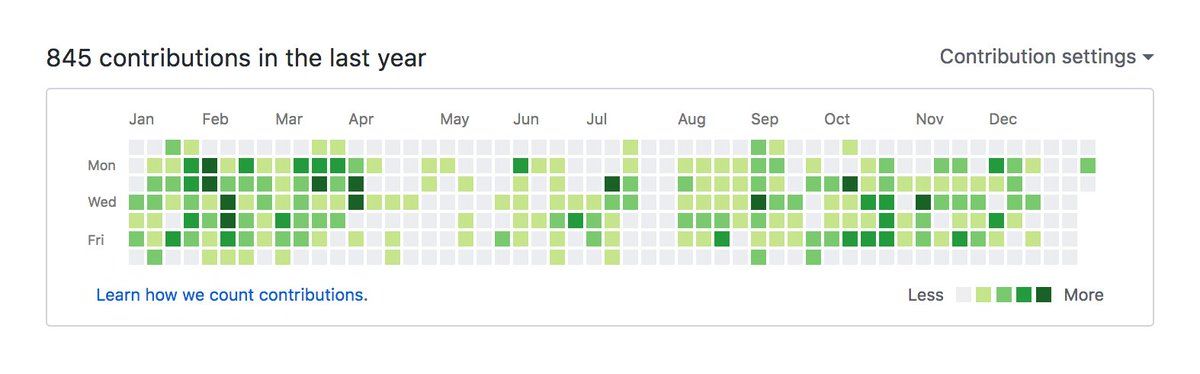 845 contributions in the last year
Contribution settings
Jan Feb Mar Apr May Jun Jul Aug Sep Oct Nov Dec
Mon
Wed
Fri
Learn how we count contributions.
Less More